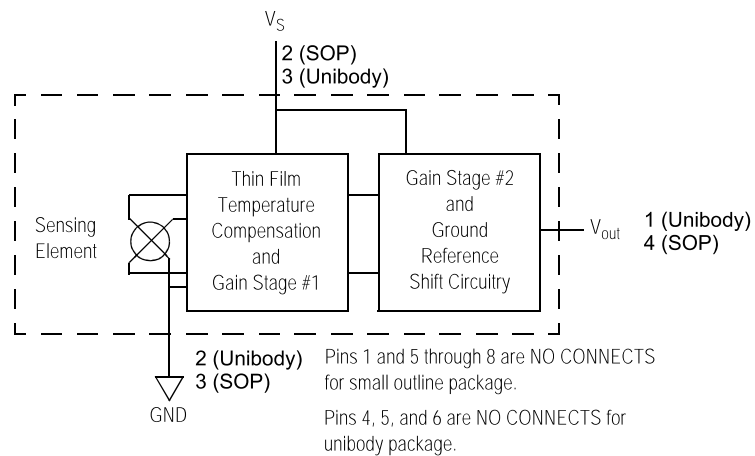 V_S
2 (SOP)
3 (Unibody)
Sensing
Element
Thin Film
Temperature
Compensation
and
Gain Stage #1
Gain Stage #2
and
Ground
Reference
Shift Circuitry
V_out
1 (Unibody)
4 (SOP)
2 (Unibody)
3 (SOP)
GND
Pins 1 and 5 through 8 are NO CONNECTS
for small outline package.
Pins 4, 5, and 6 are NO CONNECTS for
unibody package.